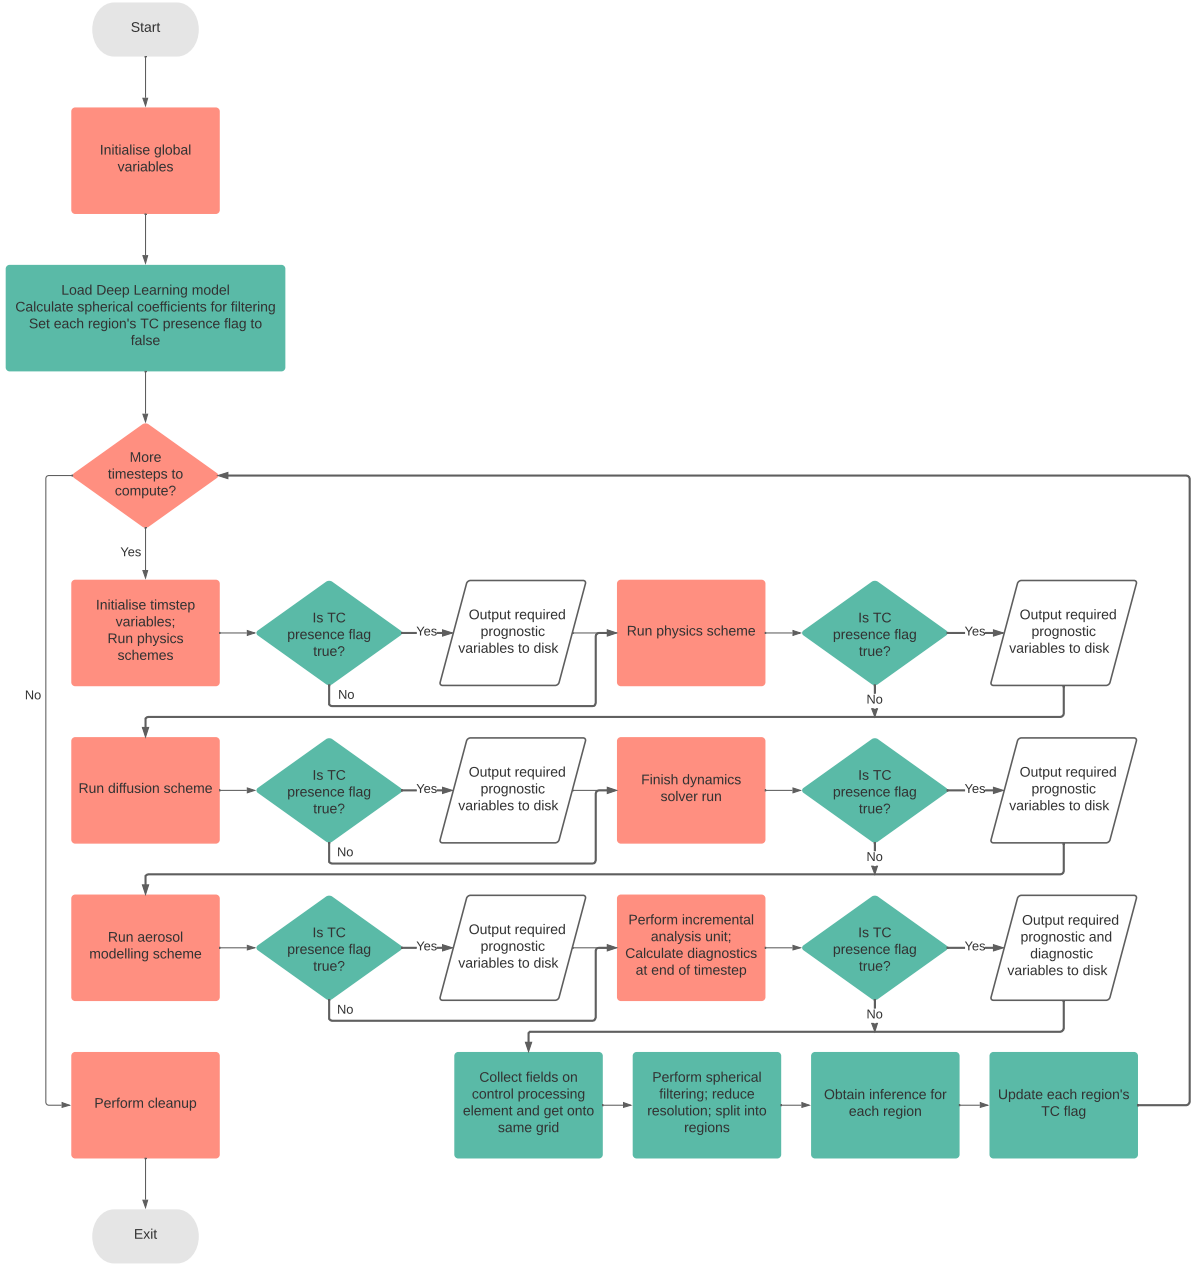 Start
Initialise global
variables
Load Deep Learning model
Calculate spherical coefficients for filtering
Set each region's TC presence flag to
false
More
timesteps to
compute?
Yes
No
Initialise timstep
variables;
Run physics
schemes
Is TC
presence flag
true?
Yes
No
Output required
prognostic
variables to disk
Run physics scheme
Is TC
presence flag
true?
Yes
No
Output required
prognostic
variables to disk
Run diffusion scheme
Is TC
presence flag
true?
Yes
No
Output required
prognostic
variables to disk
Finish dynamics
solver run
Is TC
presence flag
true?
Yes
No
Output required
prognostic
variables to disk
Run aerosol
modelling scheme
Is TC
presence flag
true?
Yes
No
Output required
prognostic
variables to disk
Perform incremental
analysis unit;
Calculate diagnostics
at end of timestep
Is TC
presence flag
true?
Yes
No
Output required
prognostic and
diagnostic
variables to disk
Collect fields on
control processing
element and get onto
same grid
Perform spherical
filtering; reduce
resolution; split into
regions
Obtain inference for
each region
Update each region's
TC flag
Perform cleanup
Exit